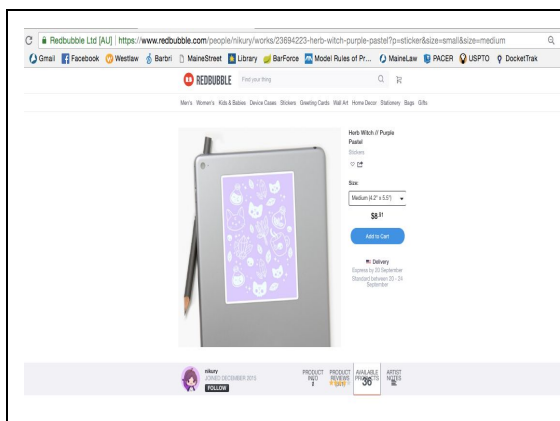 Redbubble Ltd [AU] | https://www.redbubble.com/people/nikury/works/23694223-herb-witch-purple-pastel?p=sticker&size=small&size=medium
Gmail Facebook Westlaw Barbri MaineStreet Library BarForce Model Rules of Pr... MaineLaw PACER USPTO DocketTrak
REDBUBBLE Find your thing
Men's Women's Kids & Babies Device Cases Stickers Greeting Cards Wall Art Home Decor Stationery Bags Gifts
Herb Witch // Purple
Pastel
Stickers
Size:
Medium (4.2" x 5.5")
$8.31
Add to Cart
Delivery
Express by 20 September
Standard between 20 - 24
September
nikury
JOINED DECEMBER 2013
FOLLOW
PRODUCT
INFO
PRODUCT
REVIEWS
AVAILABLE
PRODUCTS
36
ARTIST
NOTES